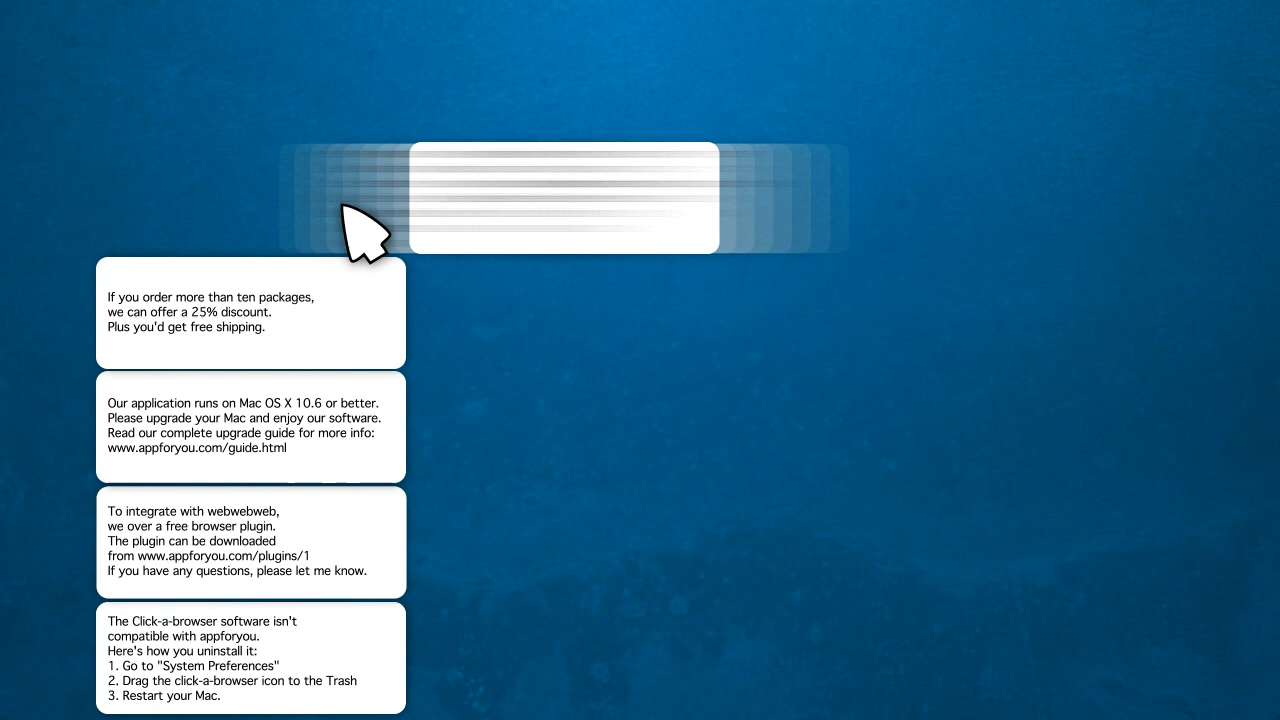 If you order more than ten packages,
we can offer a 25% discount.
Plus you'd get free shipping.
Our application runs on Mac OS X 10.6 or better.
Please upgrade your Mac and enjoy our software.
Read our complete upgrade guide for more info:
www.appforyou.com/guide.html
To integrate with webwebweb,
we over a free browser plugin.
The plugin can be downloaded
from www.appforyou.com/plugins/1
If you have any questions, please let me know.
The Click-a-browser software isn't
compatible with appforyou.
Here's how you uninstall it:
1. Go to "System Preferences"
2. Drag the click-a-browser icon to the Trash
3. Restart your Mac.